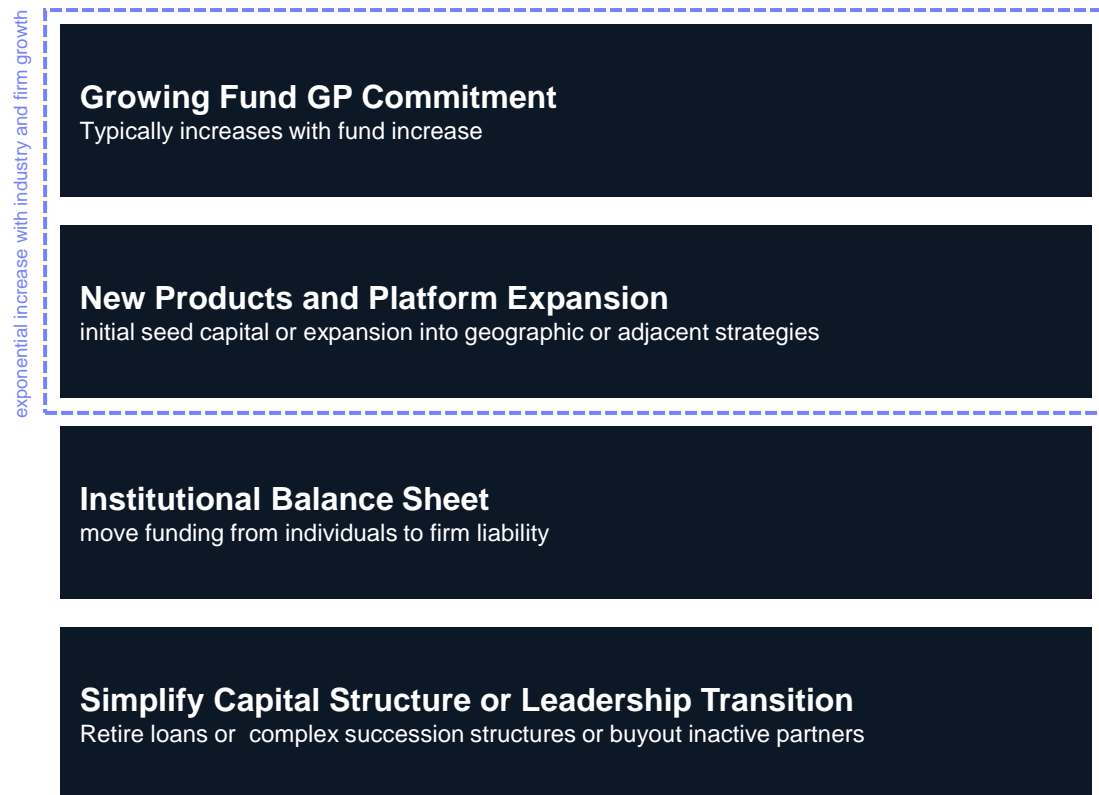 exponential increase with industry and firm growth
Growing Fund GP Commitment
Typically increases with fund increase
New Products and Platform Expansion
initial seed capital or expansion into geographic or adjacent strategies
Institutional Balance Sheet
move funding from individuals to firm liability
Simplify Capital Structure or Leadership Transition
Retire loans or  complex succession structures or buyout inactive partners